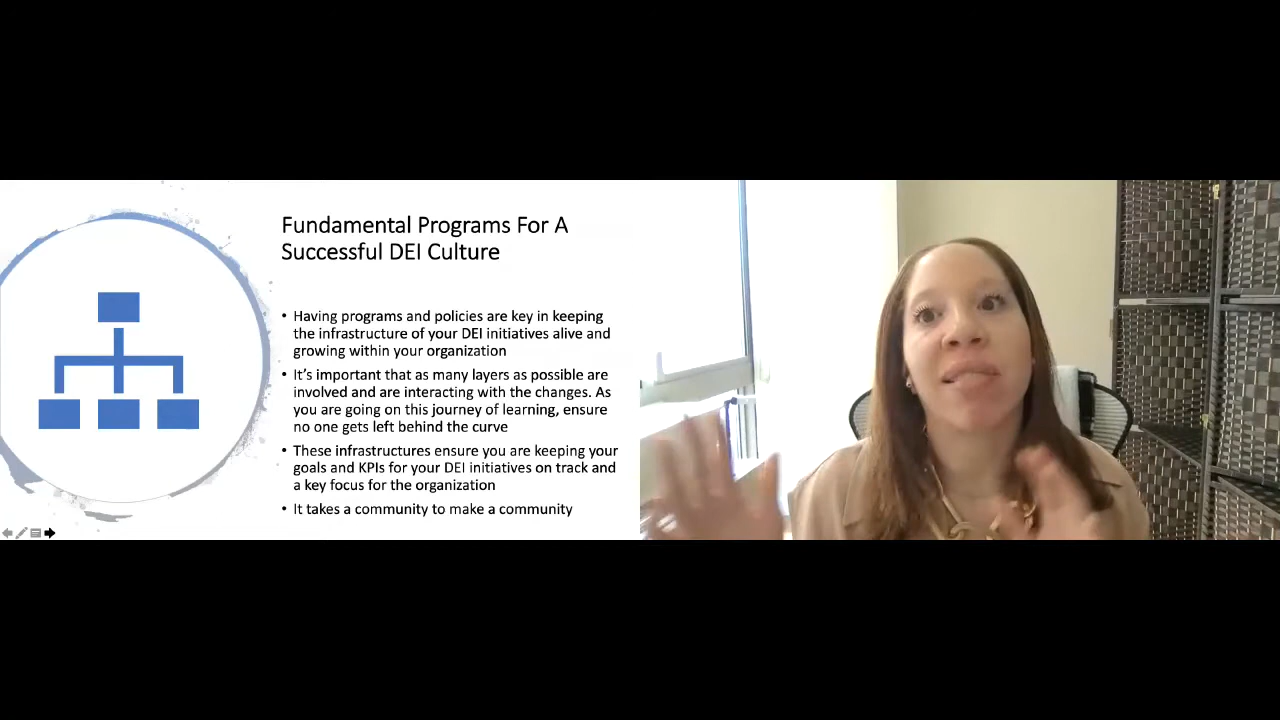 Fundamental Programs For A
Successful DEI Culture
• Having programs and policies are key in keeping
the infrastructure of your DEI initiatives alive and
growing within your organization
• It's important that as many layers as possible are
involved and are interacting with the changes. As
you are going on this journey of learning, ensure
no one gets left behind the curve
• These infrastructures ensure you are keeping your
goals and KPIs for your DEI initiatives on track and
a key focus for the organization
• It takes a community to make a community